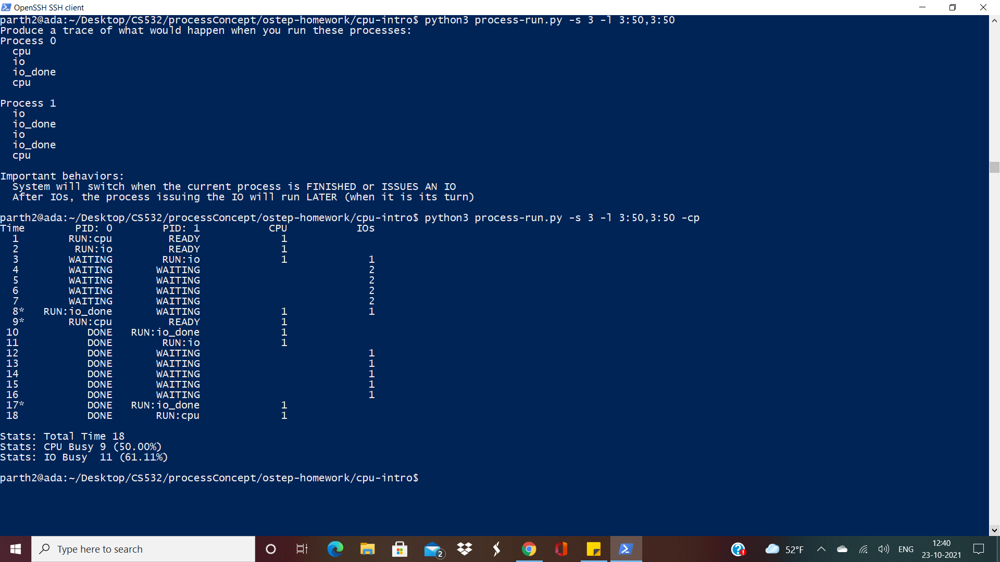 OpenSSH SSH client
parth2@ada:~/Desktop/CS532/processConcept/ostep-homework/cpu-intro$ python3 process-run.py -s 3 -l 3:50,3:50
Produce a trace of what would happen when you run these processes:
Process 0
  cpu
  io
  io_done
  cpu

Process 1
  io
  io_done
  io
  io_done
  cpu

Important behaviors:
  System will switch when the current process is FINISHED or ISSUES AN IO
  After IOs, the process issuing the IO will run LATER (when it is its turn)

parth2@ada:~/Desktop/CS532/processConcept/ostep-homework/cpu-intro$ python3 process-run.py -s 3 -l 3:50,3:50 -cp
Time        PID: 0        PID: 1           CPU           IOs
  1        RUN:cpu         READY             1
  2         RUN:io         READY             1
  3        WAITING        RUN:io             1             1
  4        WAITING       WAITING                           2
  5        WAITING       WAITING                           2
  6        WAITING       WAITING                           2
  7        WAITING       WAITING                           2
  8*   RUN:io_done       WAITING             1             1
  9*       RUN:cpu         READY             1
 10           DONE   RUN:io_done             1
 11           DONE        RUN:io             1
 12           DONE       WAITING                           1
 13           DONE       WAITING                           1
 14           DONE       WAITING                           1
 15           DONE       WAITING                           1
 16           DONE       WAITING                           1
 17*          DONE   RUN:io_done             1
 18           DONE       RUN:cpu             1

Stats: Total Time 18
Stats: CPU Busy 9 (50.00%)
Stats: IO Busy  11 (61.11%)

parth2@ada:~/Desktop/CS532/processConcept/ostep-homework/cpu-intro$
Type here to search
2
52°F
ENG
12:40
23-10-2021